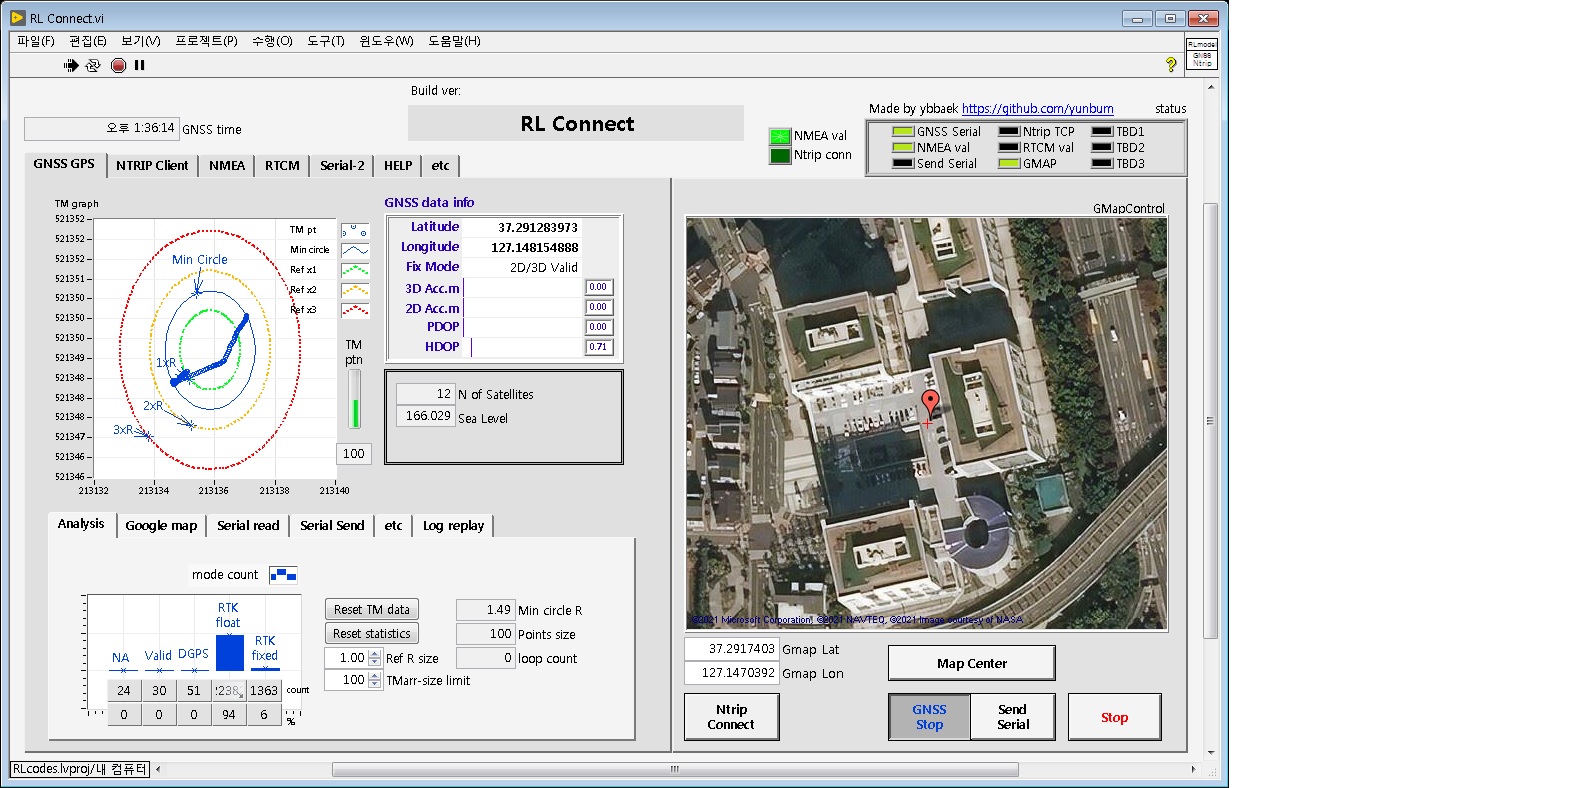 RL Connect.vi
파일(F) 편집(E) 보기(V) 프로젝트(P) 수행(O) 도구(T) 윈도우(W) 도움말(H)
RLmodel
GNSS
Ntrip
Build ver:
RL Connect
오후 1:36:14 GNSS time
Made by ybbaek https://github.com/yunbum status
NMEA val
Ntrip conn
GNSS Serial Ntrip TCP TBD1
NMEA val RTCM val TBD2
Send Serial GMAP TBD3
GNSS GPS NTRIP Client NMEA RTCM Serial-2 HELP etc
TM graph
521352
521352
521352
521351
521350
521350
521350
521349
521348
521348
521348
521347
521346
521346
213132 213134 213136 213138 213140
Min Circle
1xR
2xR
3xR
TM pt
Min circle
Ref x1
Ref x2
Ref x3
TM
ptn
100
GNSS data info
Latitude 37.291283973
Longitude 127.148154888
Fix Mode 2D/3D Valid
3D Acc.m 0.00
2D Acc.m 0.00
PDOP 0.00
HDOP 0.71
12 N of Satellites
166.029 Sea Level
GMapControl
©2021 Microsoft Corporation, ©2021 NAVTEQ, ©2021 Image courtesy of NASA
37.2917403 Gmap Lat
127.1470392 Gmap Lon
Map Center
Ntrip
Connect
GNSS
Stop
Send
Serial
Stop
Analysis Google map Serial read Serial Send etc Log replay
mode count
NA Valid DGPS RTK
float RTK
fixed
24 30 51 1363 count
0 0 0 94 6 %
Reset TM data
Reset statistics
1.00 Ref R size
100 TMarr-size limit
1.49 Min circle R
100 Points size
0 loop count
RLcodes.lvproj/내 컴퓨터